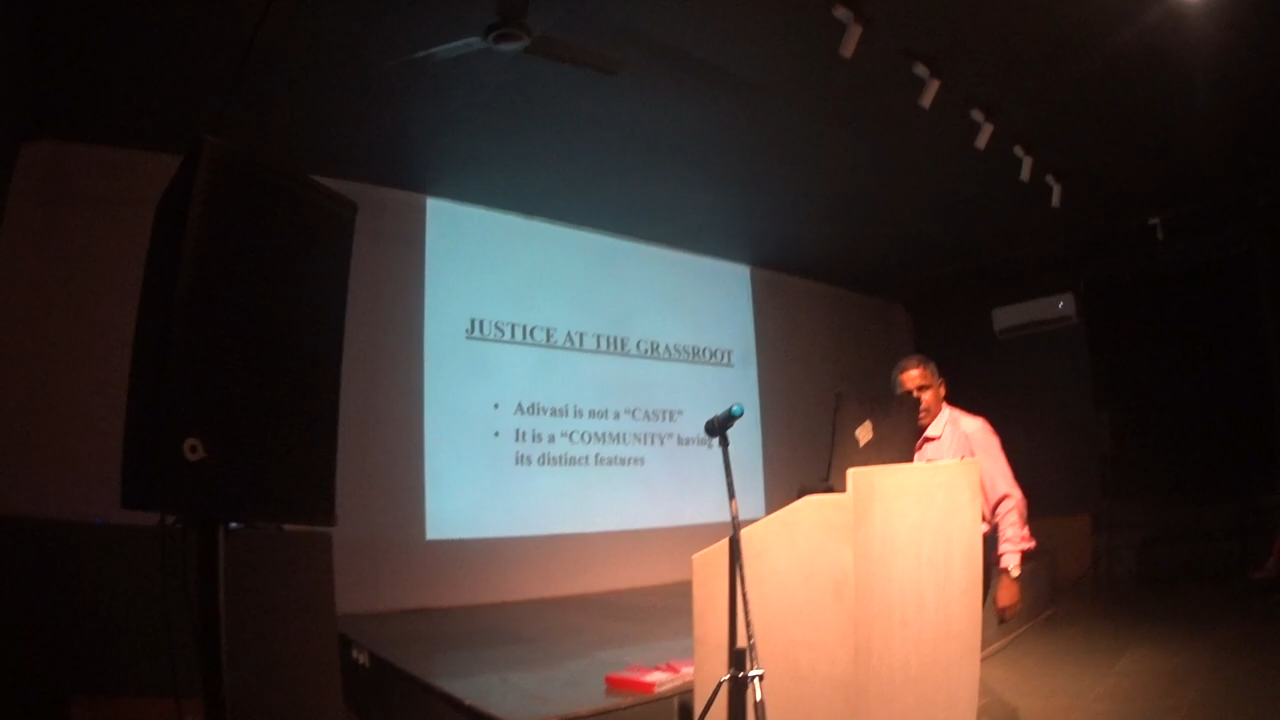 JUSTICE AT THE GRASSROOT
• Adivasi is not a "CASTE"
• It is a "COMMUNITY" having
its distinct features